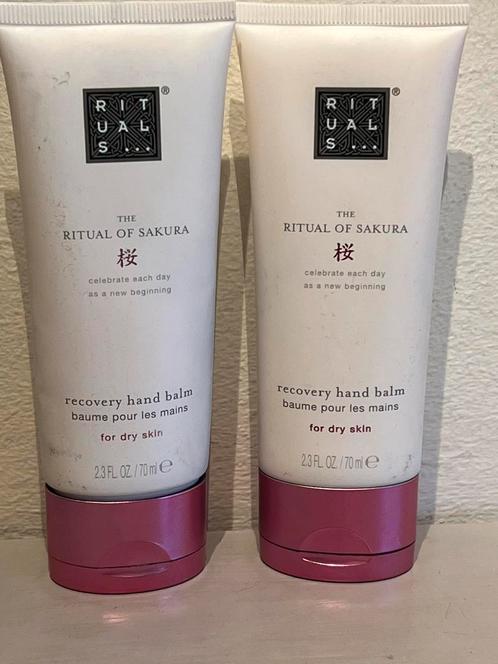 RIT
UAL
S...
®
THE
RITUAL OF SAKURA
桜
celebrate each day
as a new beginning
recovery hand balm
baume pour les mains
for dry skin
2.3 FL. OZ. / 70 ml ℮
RIT
UAL
S...
®
THE
RITUAL OF SAKURA
桜
celebrate each day
as a new beginning
recovery hand balm
baume pour les mains
for dry skin
2.3 FL. OZ. / 70 ml ℮